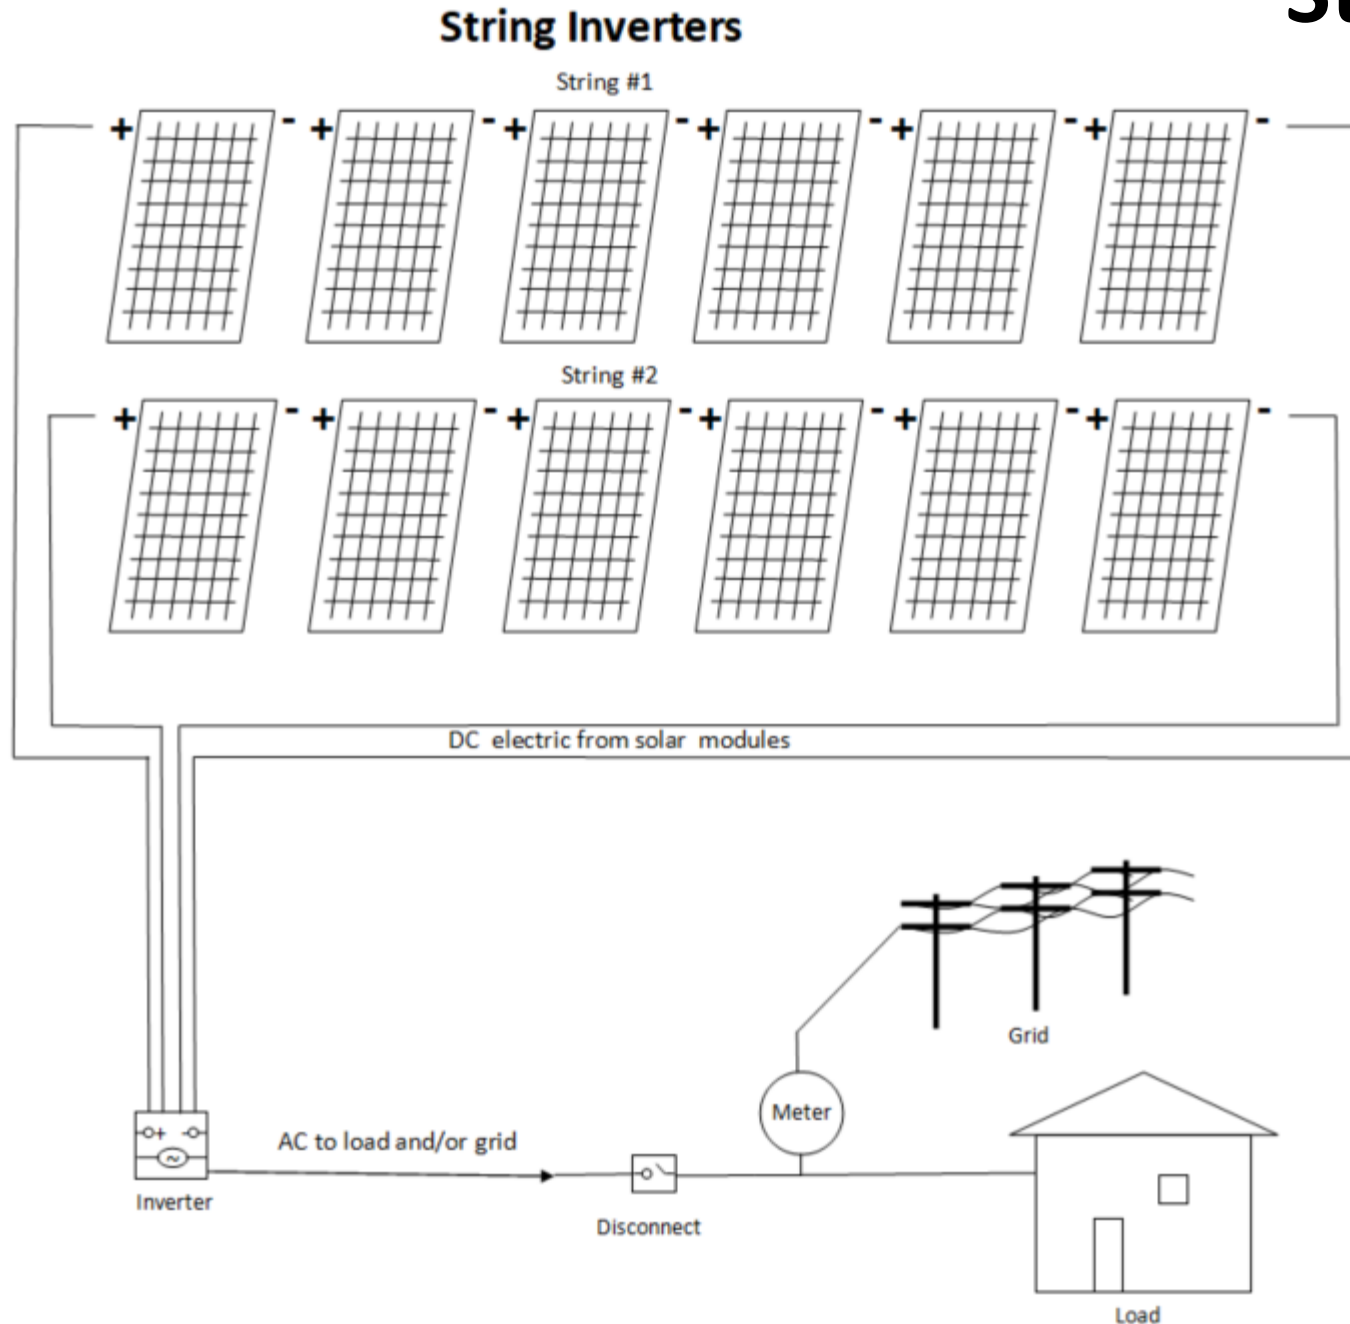 String Inverters
St
String #1
+ - + - + - + - + - + -
String #2
+ - + - + - + - + - + -
DC electric from solar modules
Grid
Meter
+ -
~
AC to load and/or grid
Inverter
Disconnect
Load